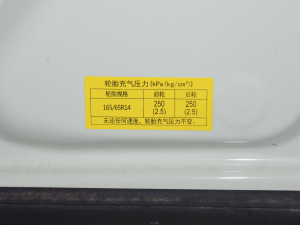 轮胎充气压力[kPa(kg/cm²)]
轮胎规格 前轮 后轮
165/65R14 250 250
(2.5) (2.5)
无论任何速度，轮胎充气压力不变。